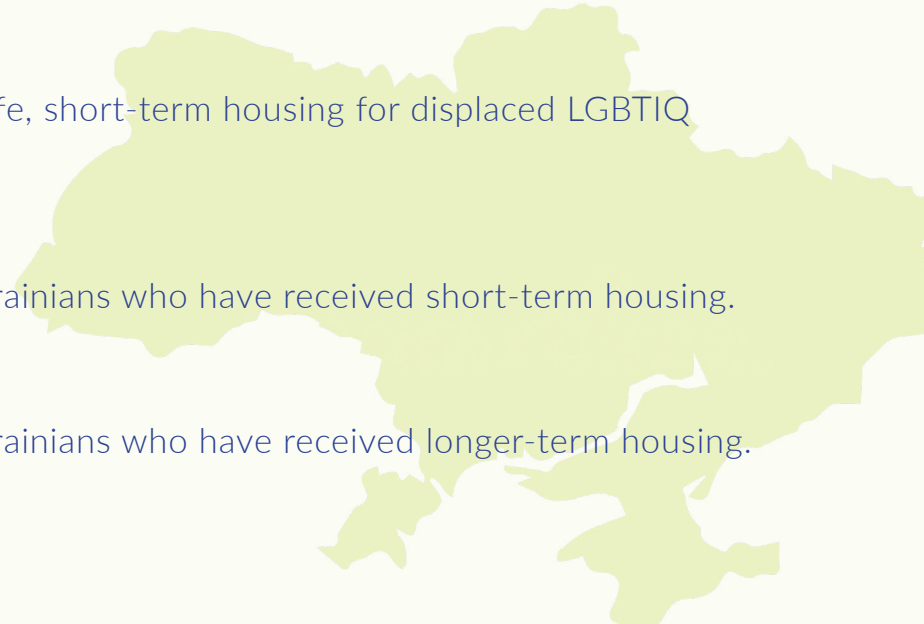 fe, short-term housing for displaced LGBTIQ
rainians who have received short-term housing.
rainians who have received longer-term housing.